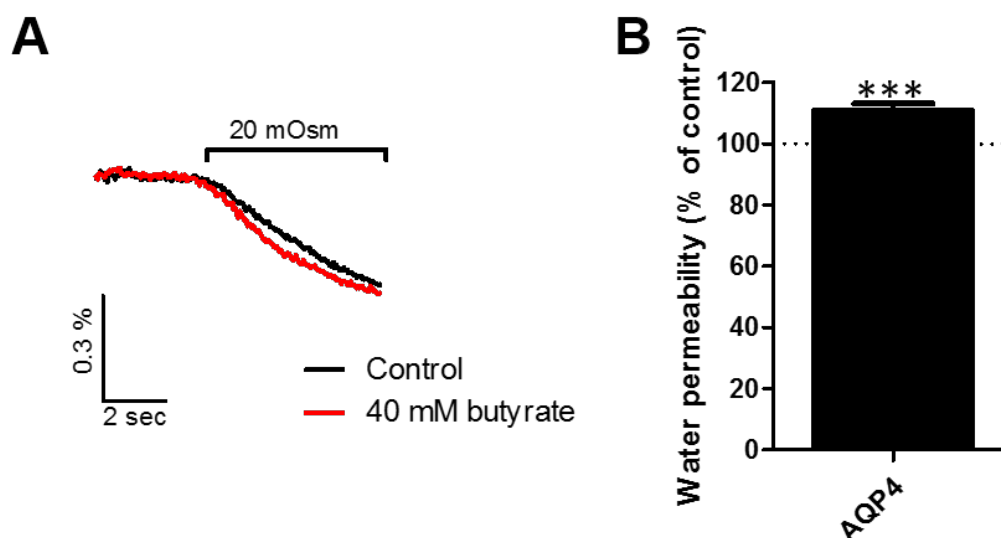 A
20 mOsm
0.3 %
2 sec
Control
40 mM butyrate
B
Water permeability (% of control)
120
100
80
60
40
20
0
***
AQP4